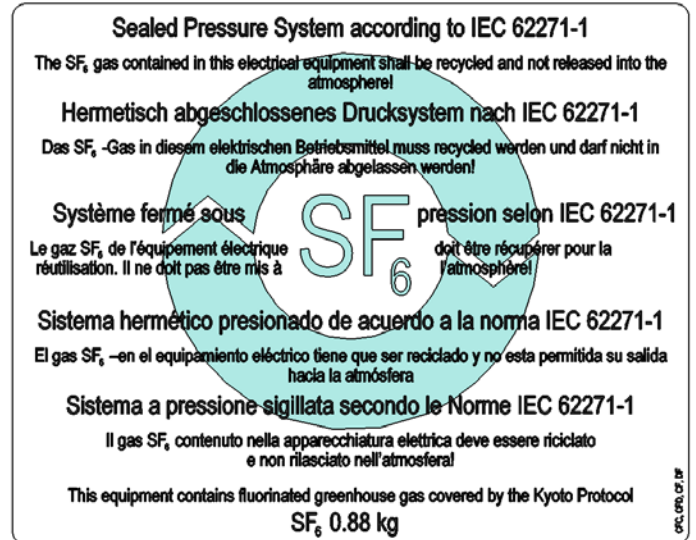 Sealed Pressure System according to IEC 62271-1
The SF₆ gas contained in this electrical equipment shall be recycled and not released into the
atmosphere!
Hermetisch abgeschlossenes Drucksystem nach IEC 62271-1
Das SF₆ -Gas in diesem elektrischen Betriebsmittel muss recycled werden und darf nicht in
die Atmosphäre abgelassen werden!
Système fermé sous pression selon IEC 62271-1
Le gaz SF₆ de l'équipement électrique doit être récupérer pour la
réutilisation. Il ne doit pas être mis à l'atmosphère!
SF₆
Sistema hermético presionado de acuerdo a la norma IEC 62271-1
El gas SF₆ –en el equipamiento eléctrico tiene que ser reciclado y no esta permitida su salida
hacia la atmósfera
Sistema a pressione sigillata secondo le Norme IEC 62271-1
Il gas SF₆ contenuto nella apparecchiatura elettrica deve essere riciclato
e non rilasciato nell'atmosfera!
This equipment contains fluorinated greenhouse gas covered by the Kyoto Protocol
SF₆ 0.88 kg
CFC, CFD, CF, DF